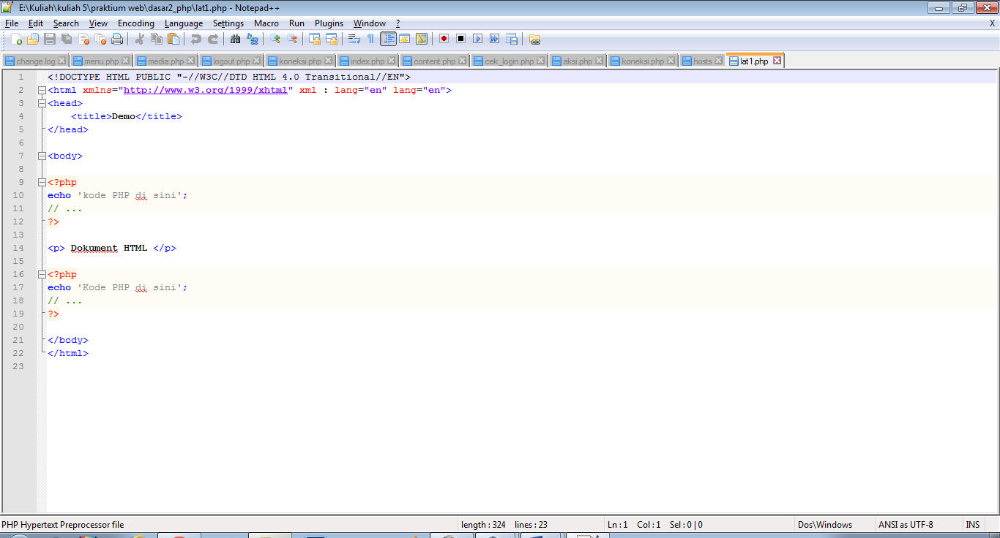 E:\Kuliah\kuliah 5\praktium web\dasar2_php\lat1.php - Notepad++
File Edit Search View Encoding Language Settings Macro Run Plugins Window ? X
change.log menu.php media.php logout.php koneksi.php index.php content.php cek_login.php aksi.php koneksi.php hosts lat1.php
1 <!DOCTYPE HTML PUBLIC "-//W3C//DTD HTML 4.0 Transitional//EN">
2 <html xmlns="http://www.w3.org/1999/xhtml" xml : lang="en" lang="en">
3 <head>
4 <title>Demo</title>
5 </head>
6
7 <body>
8
9 <?php
10 echo 'kode PHP di sini';
11 // ...
12 ?>
13
14 <p> Dokument HTML </p>
15
16 <?php
17 echo 'Kode PHP di sini';
18 // ...
19 ?>
20
21 </body>
22 </html>
23
PHP Hypertext Preprocessor file length : 324 lines : 23 Ln : 1 Col : 1 Sel : 0 | 0 Dos\Windows ANSI as UTF-8 INS